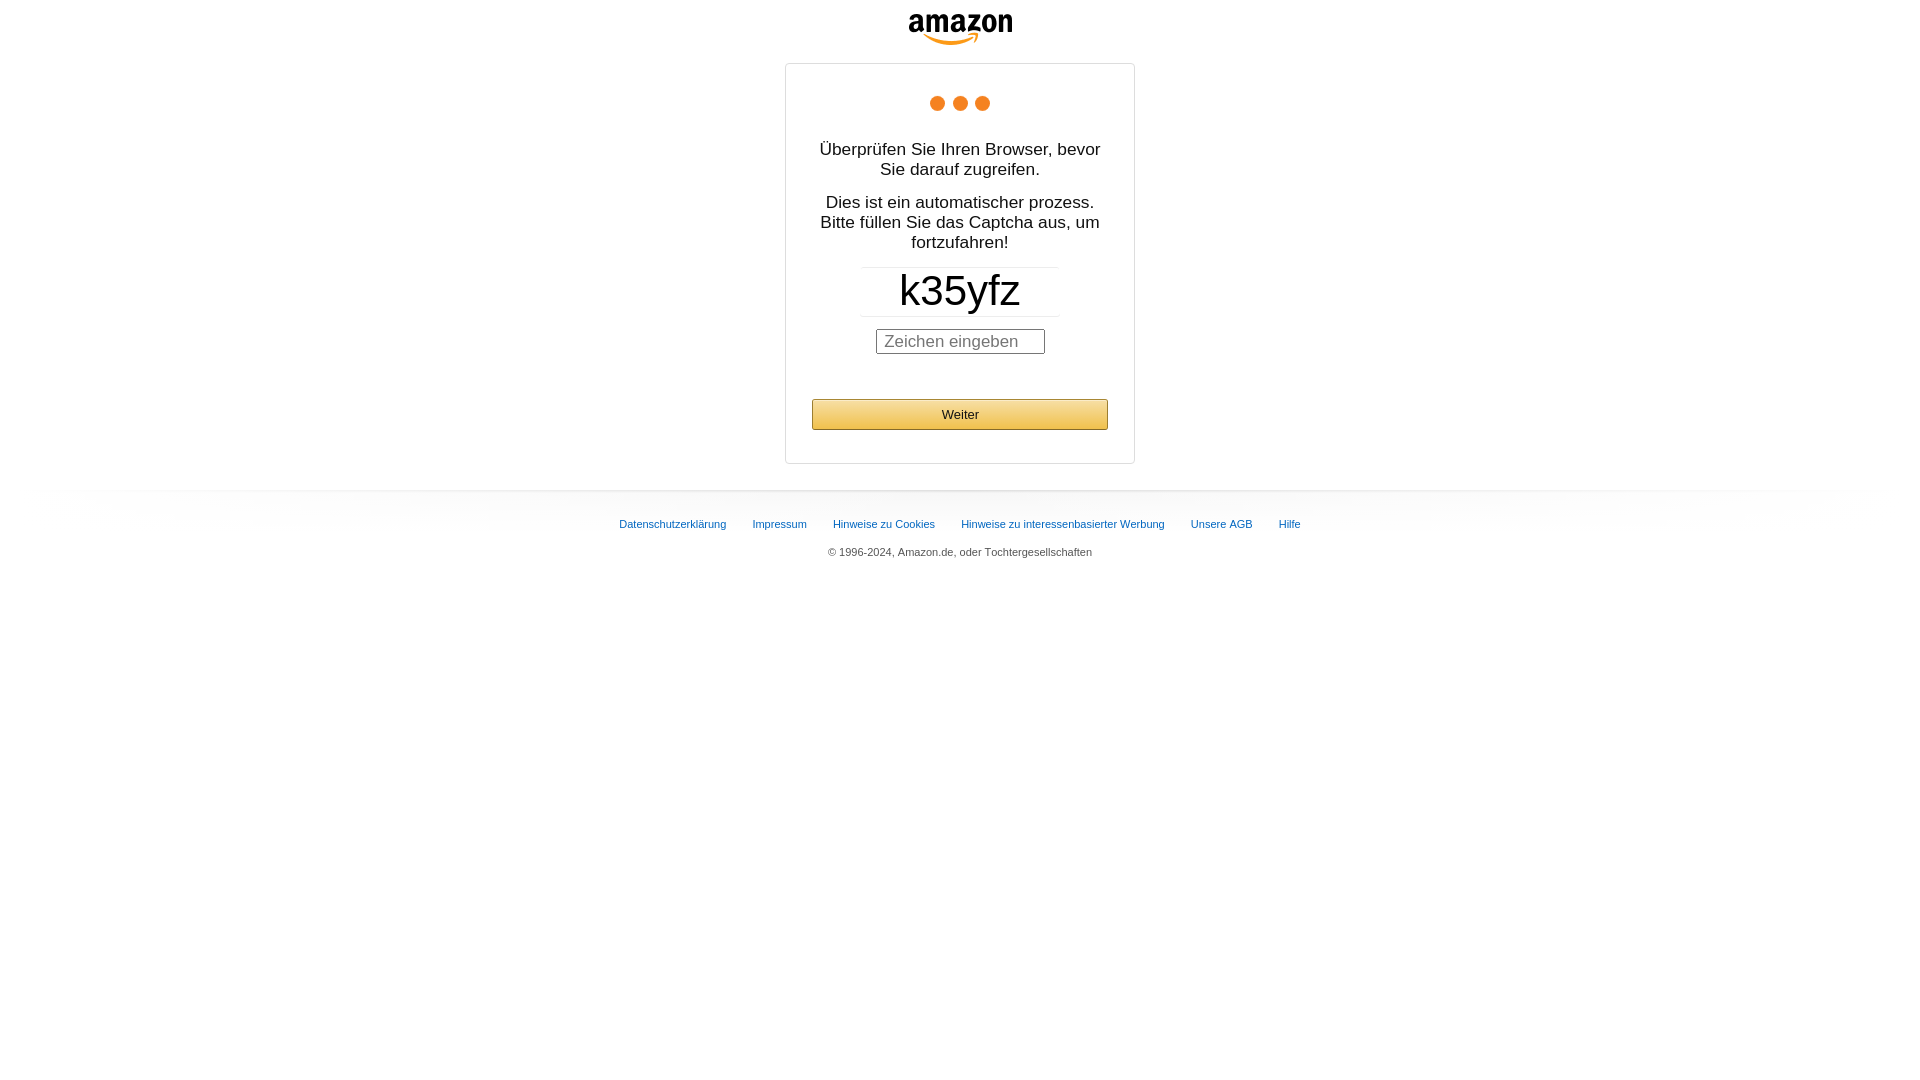 amazon
Überprüfen Sie Ihren Browser, bevor
Sie darauf zugreifen.
Dies ist ein automatischer prozess.
Bitte füllen Sie das Captcha aus, um
fortzufahren!
k35yfz
Zeichen eingeben
Weiter
Datenschutzerklärung Impressum Hinweise zu Cookies Hinweise zu interessenbasierter Werbung Unsere AGB Hilfe
© 1996-2024, Amazon.de, oder Tochtergesellschaften